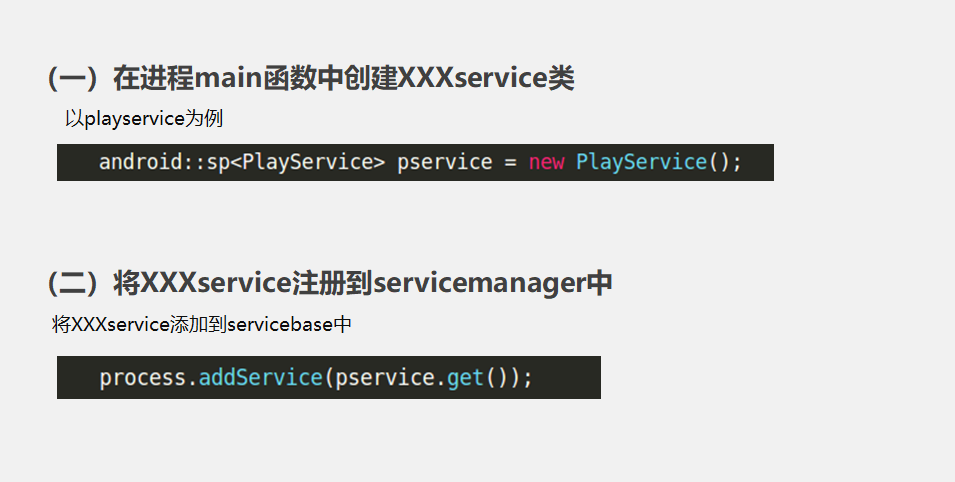 （一）在进程main函数中创建XXXservice类
以playservice为例
android::sp<PlayService> pservice = new PlayService();
（二）将XXXservice注册到servicemanager中
将XXXservice添加到servicebase中
process.addService(pservice.get());